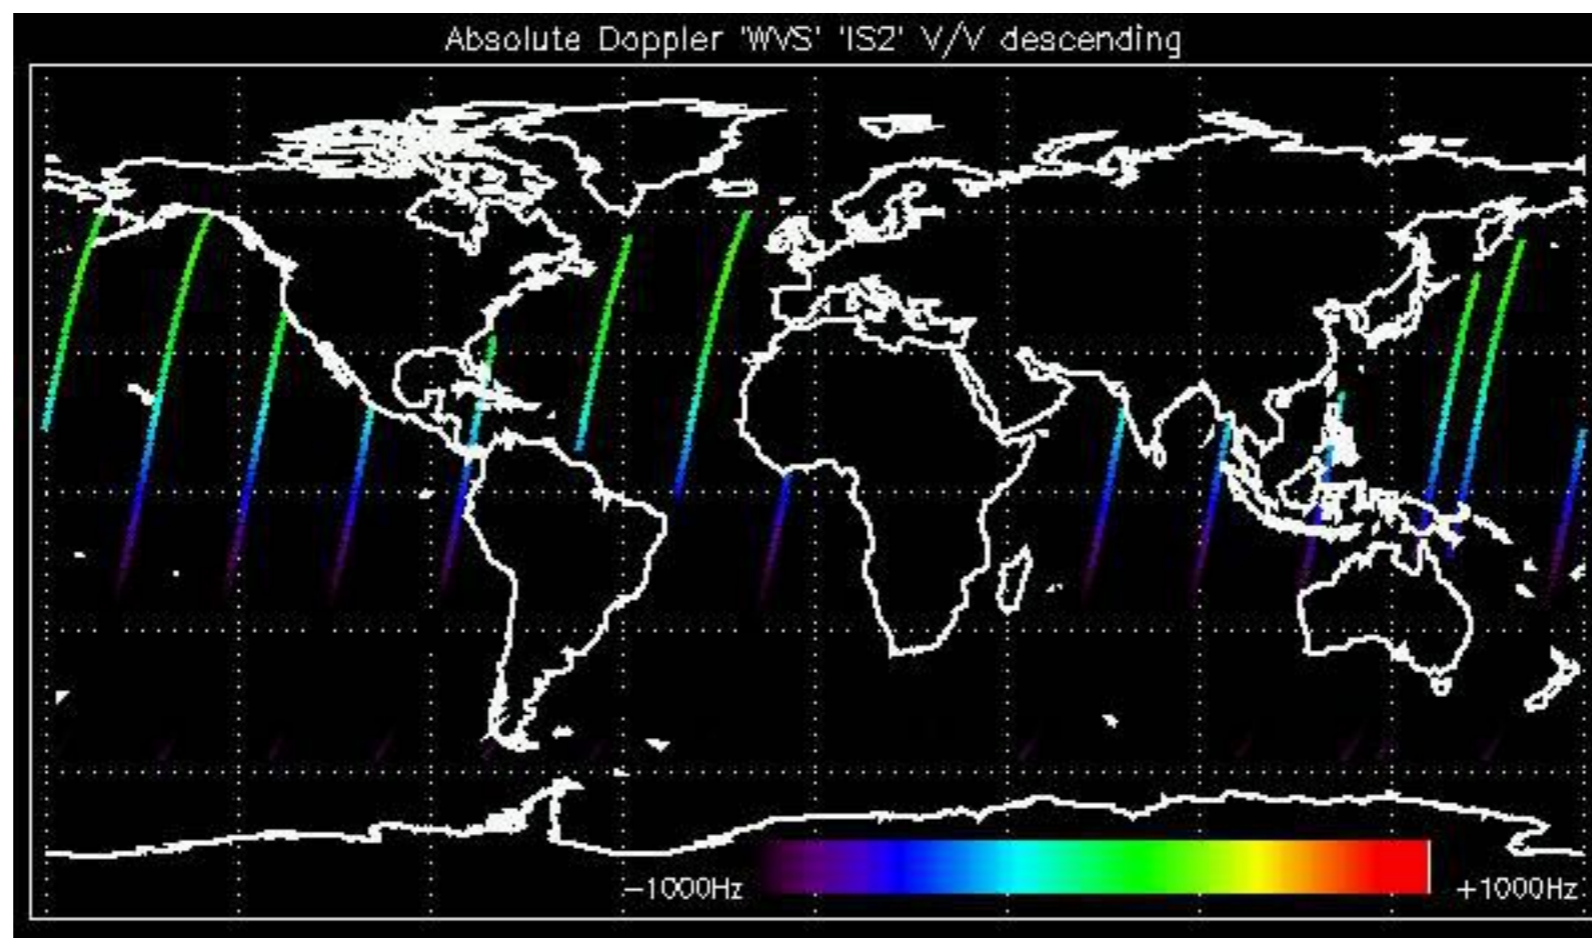 Absolute Doppler 'WVS' 'IS2' V/V descending
−1000Hz +1000Hz